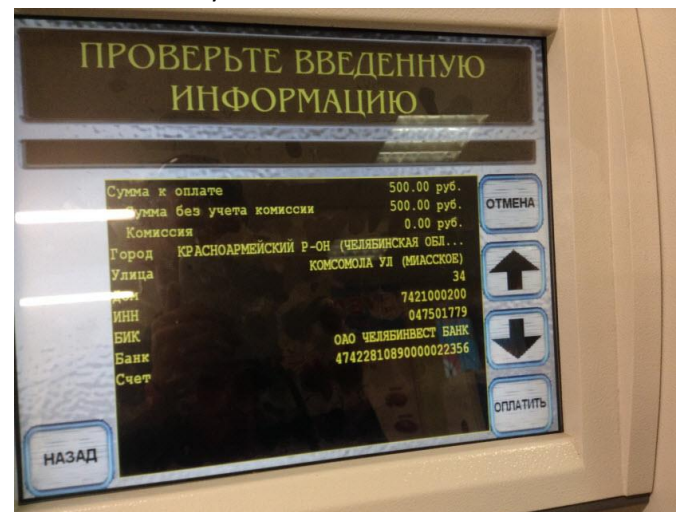 ПРОВЕРЬТЕ ВВЕДЕННУЮ
ИНФОРМАЦИЮ
Сумма к оплате 500.00 руб.
Сумма без учета комиссии 500.00 руб.
Комиссия 0.00 руб.
Город КРАСНОАРМЕЙСКИЙ Р-ОН (ЧЕЛЯБИНСКАЯ ОБЛ...
Улица КОМСОМОЛА УЛ (МИАССКОЕ)
Дом 34
ИНН 7421000200
БИК 047501779
Банк ОАО ЧЕЛЯБИНВЕСТ БАНК
Счет 47422810890000022356
ОТМЕНА
ОПЛАТИТЬ
НАЗАД